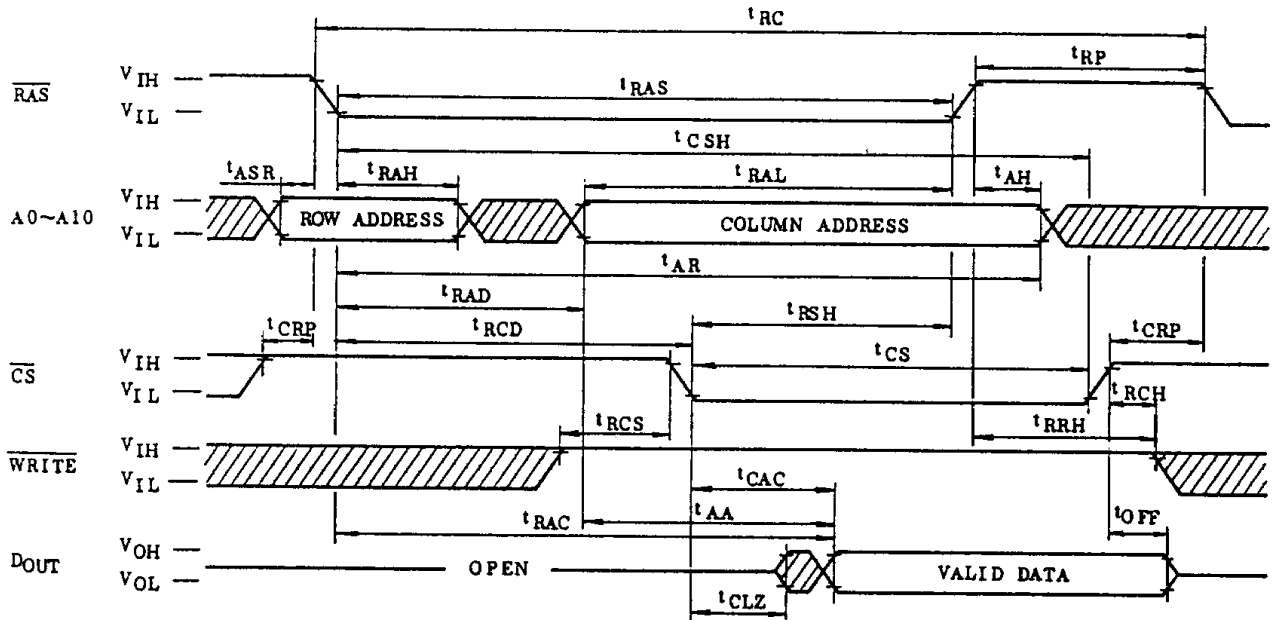 tRC
tRP
RAS VIH
VIL
tRAS
tCSH
tASR tRAH tRAL tAH
A0~A10 VIH
VIL
ROW ADDRESS COLUMN ADDRESS
tAR
tRAD
tRSH
tCRP tRCD tCRP
CS VIH
VIL
tCS
tRCH
tRCS tRRH
WRITE VIH
VIL
tCAC
tAA
tRAC tOFF
DOUT VOH
VOL
OPEN VALID DATA
tCLZ